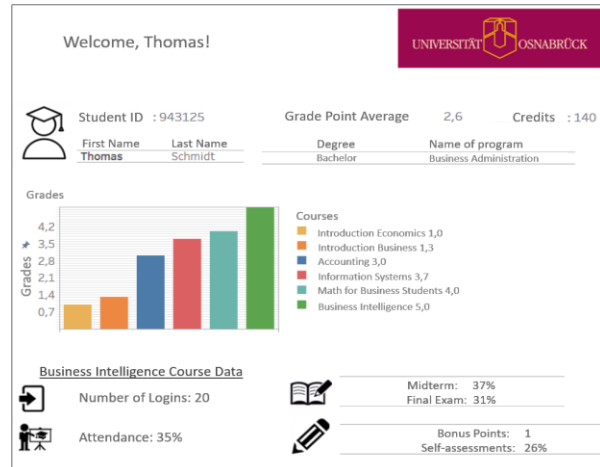 Welcome, Thomas!
UNIVERSITÄT OSNABRÜCK
Student ID : 943125
Grade Point Average 2,6 Credits : 140
First Name Last Name
Thomas Schmidt
Degree Name of program
Bachelor Business Administration
Grades
Grades
4,2
3,5
2,8
2,1
1,4
0,7
Courses
Introduction Economics 1,0
Introduction Business 1,3
Accounting 3,0
Information Systems 3,7
Math for Business Students 4,0
Business Intelligence 5,0
Business Intelligence Course Data
Number of Logins: 20
Attendance: 35%
Midterm: 37%
Final Exam: 31%
Bonus Points: 1
Self-assessments: 26%